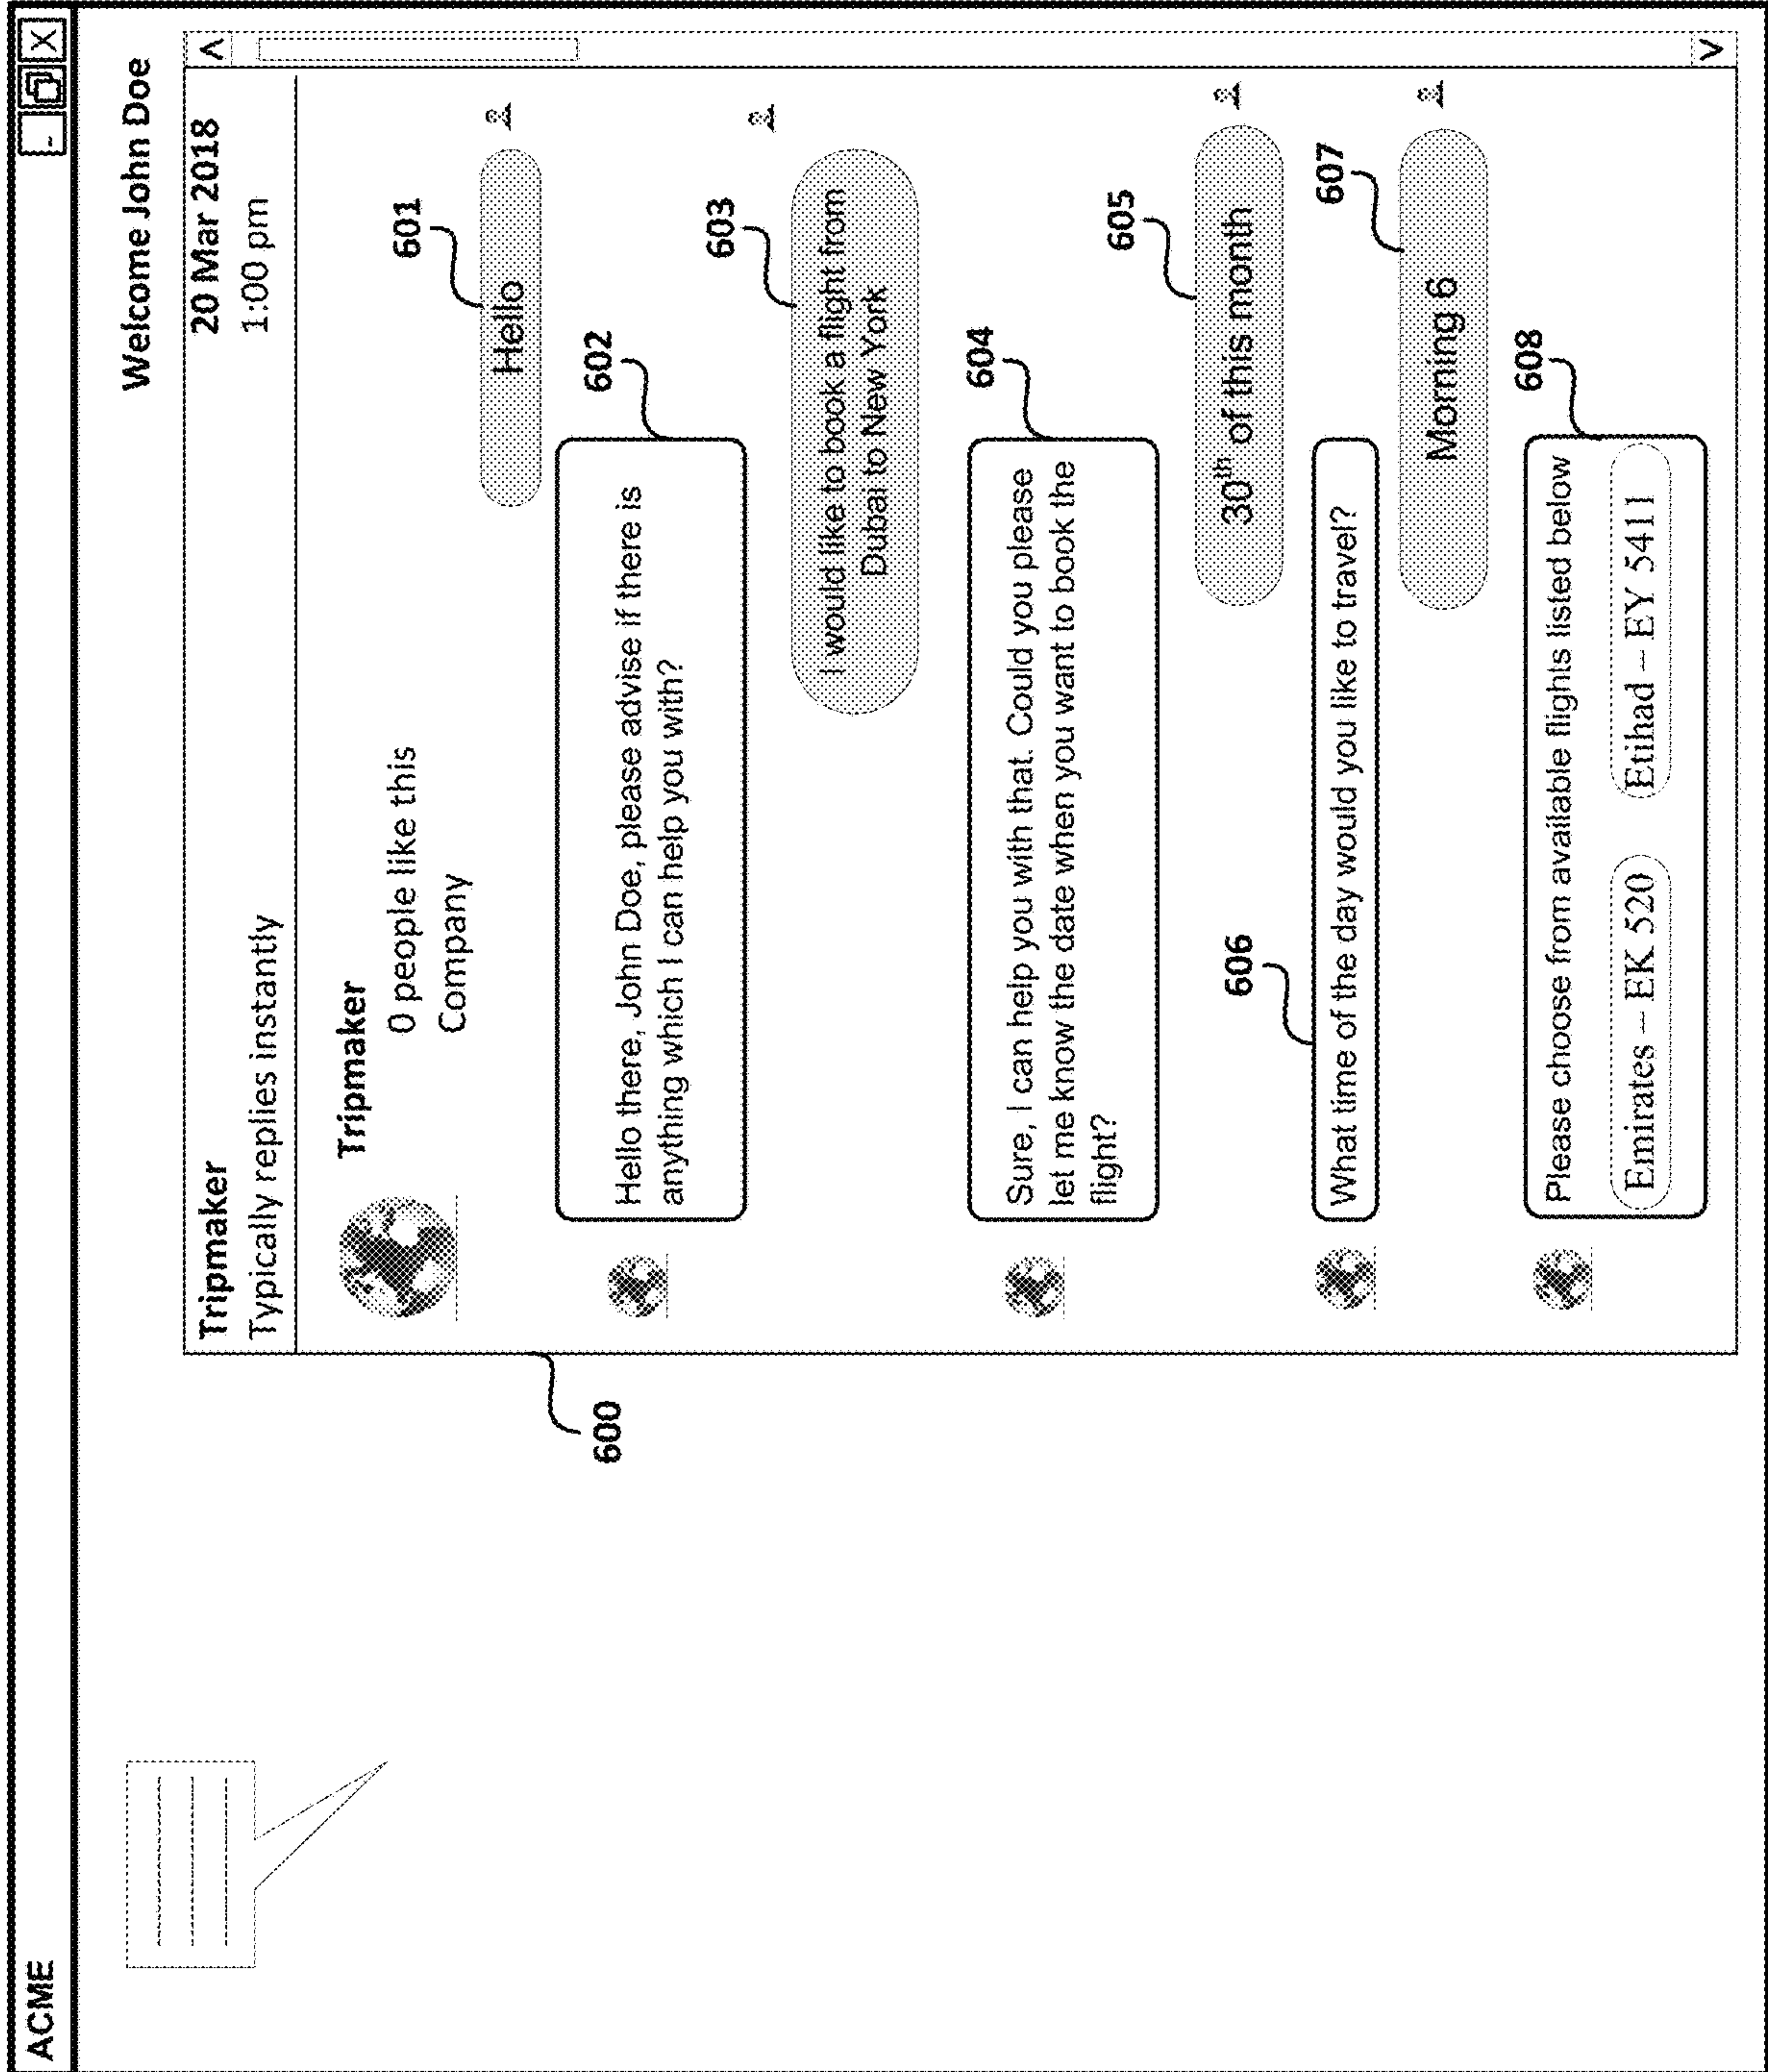 ACME
- X
Welcome John Doe
Tripmaker
20 Mar 2018
Typically replies instantly
1:00 pm
Tripmaker
0 people like this
Company
601
Hello
602
Hello there, John Doe, please advise if there is
anything which I can help you with?
600
603
I would like to book a flight from
Dubai to New York
604
Sure, I can help you with that. Could you please
let me know the date when you want to book the
flight?
605
30th of this month
606
What time of the day would you like to travel?
607
Morning 6
608
Please choose from available flights listed below
Emirates – EK 520
Etihad – EY 5411